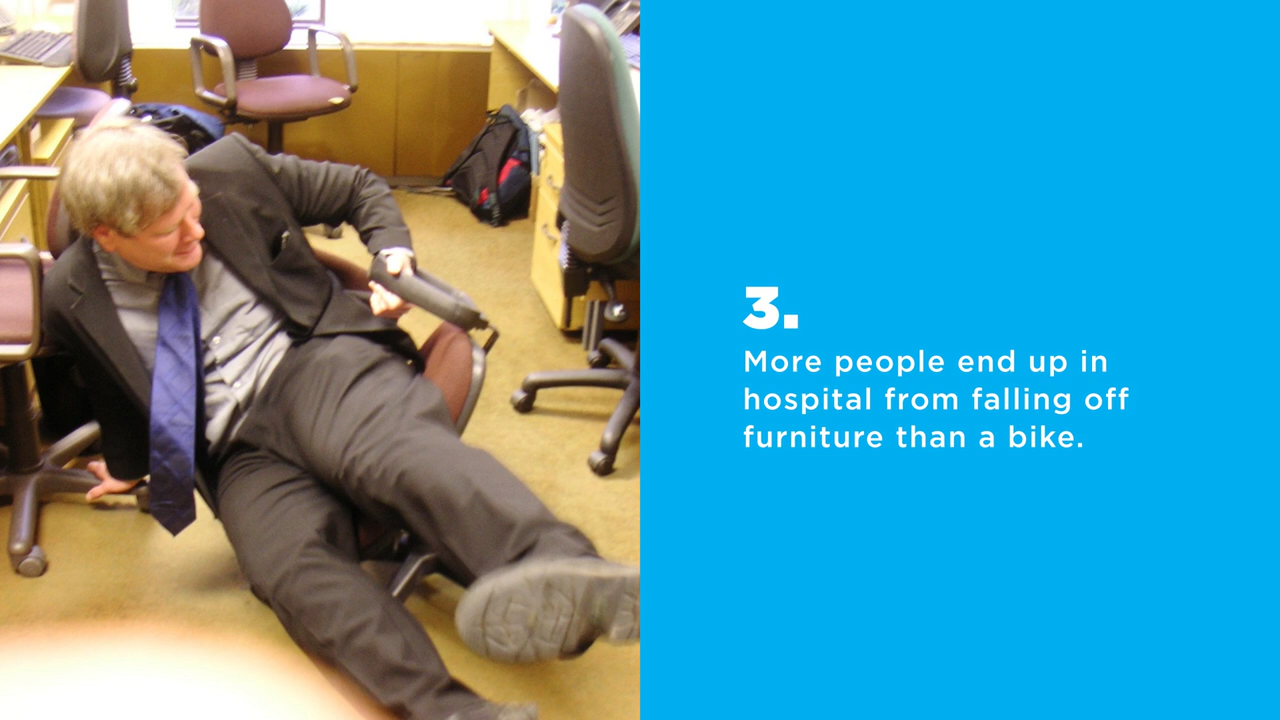 3.
More people end up in
hospital from falling off
furniture than a bike.